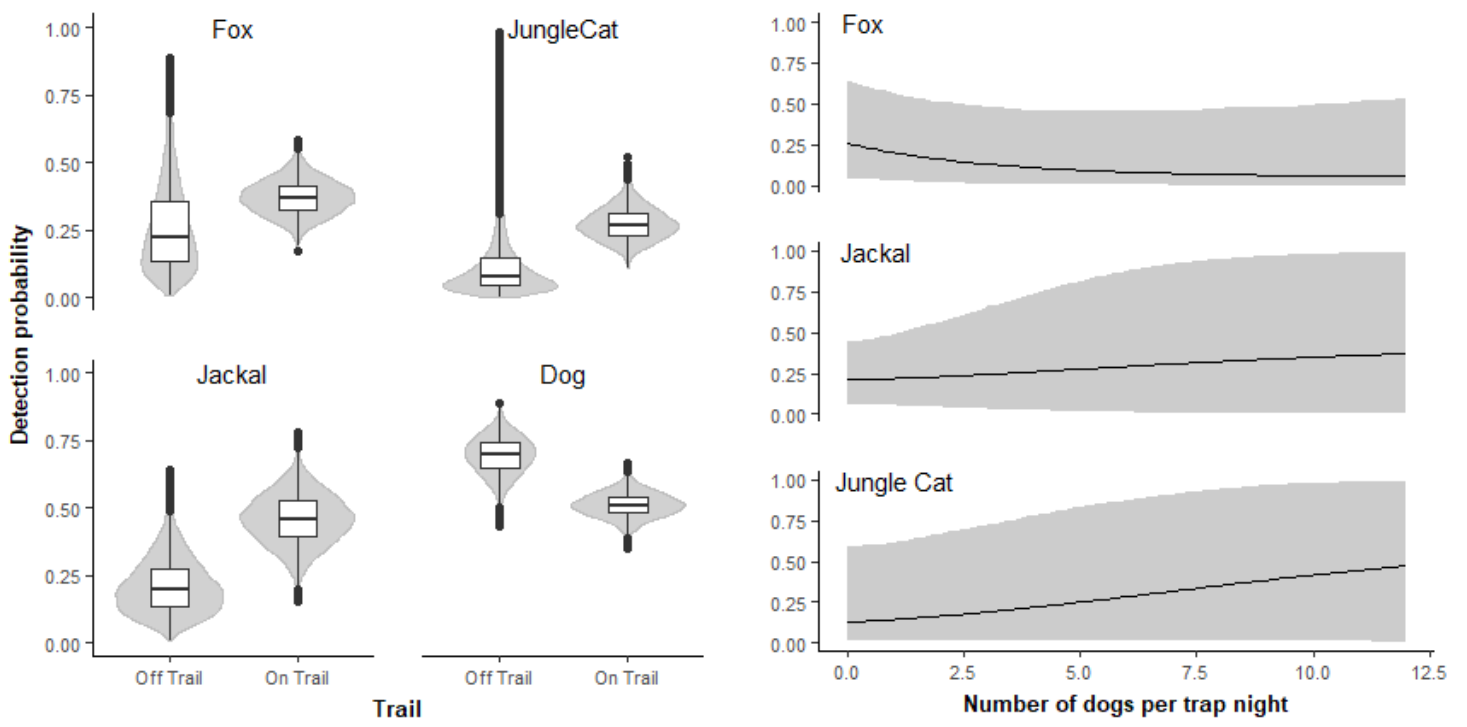 Detection probability
Fox
JungleCat
1.00
0.75
0.50
0.25
0.00
Jackal
Dog
1.00
0.75
0.50
0.25
0.00
Off Trail On Trail Off Trail On Trail
Trail
Fox
1.00
0.75
0.50
0.25
0.00
Jackal
1.00
0.75
0.50
0.25
0.00
Jungle Cat
1.00
0.75
0.50
0.25
0.00
0.0 2.5 5.0 7.5 10.0 12.5
Number of dogs per trap night